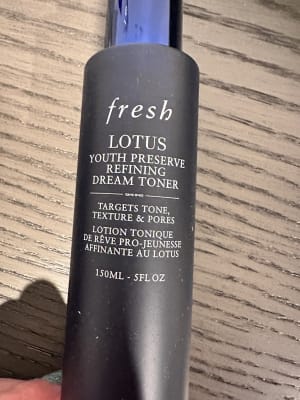 fresh
LOTUS
YOUTH PRESERVE
REFINING
DREAM TONER
TARGETS TONE,
TEXTURE & PORES
LOTION TONIQUE
DE RÊVE PRO-JEUNESSE
AFFINANTE AU LOTUS
150ML - 5FL OZ